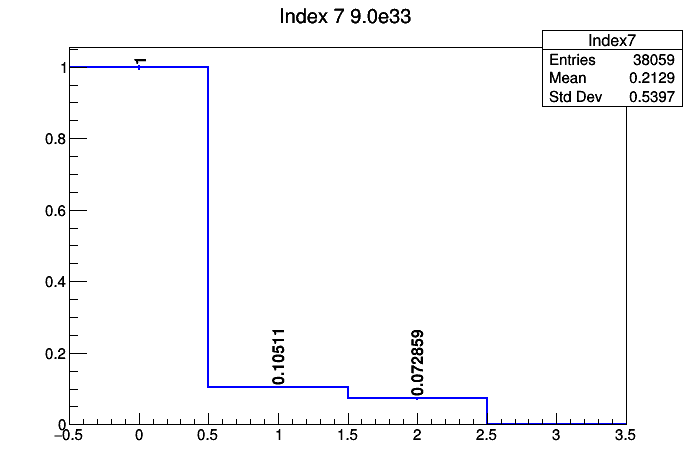 Index 7 9.0e33
Index7
Entries 38059
Mean 0.2129
Std Dev 0.5397
1
0.8
0.6
0.4
0.2
0
1
0.10511
0.072859
−0.5 0 0.5 1 1.5 2 2.5 3 3.5